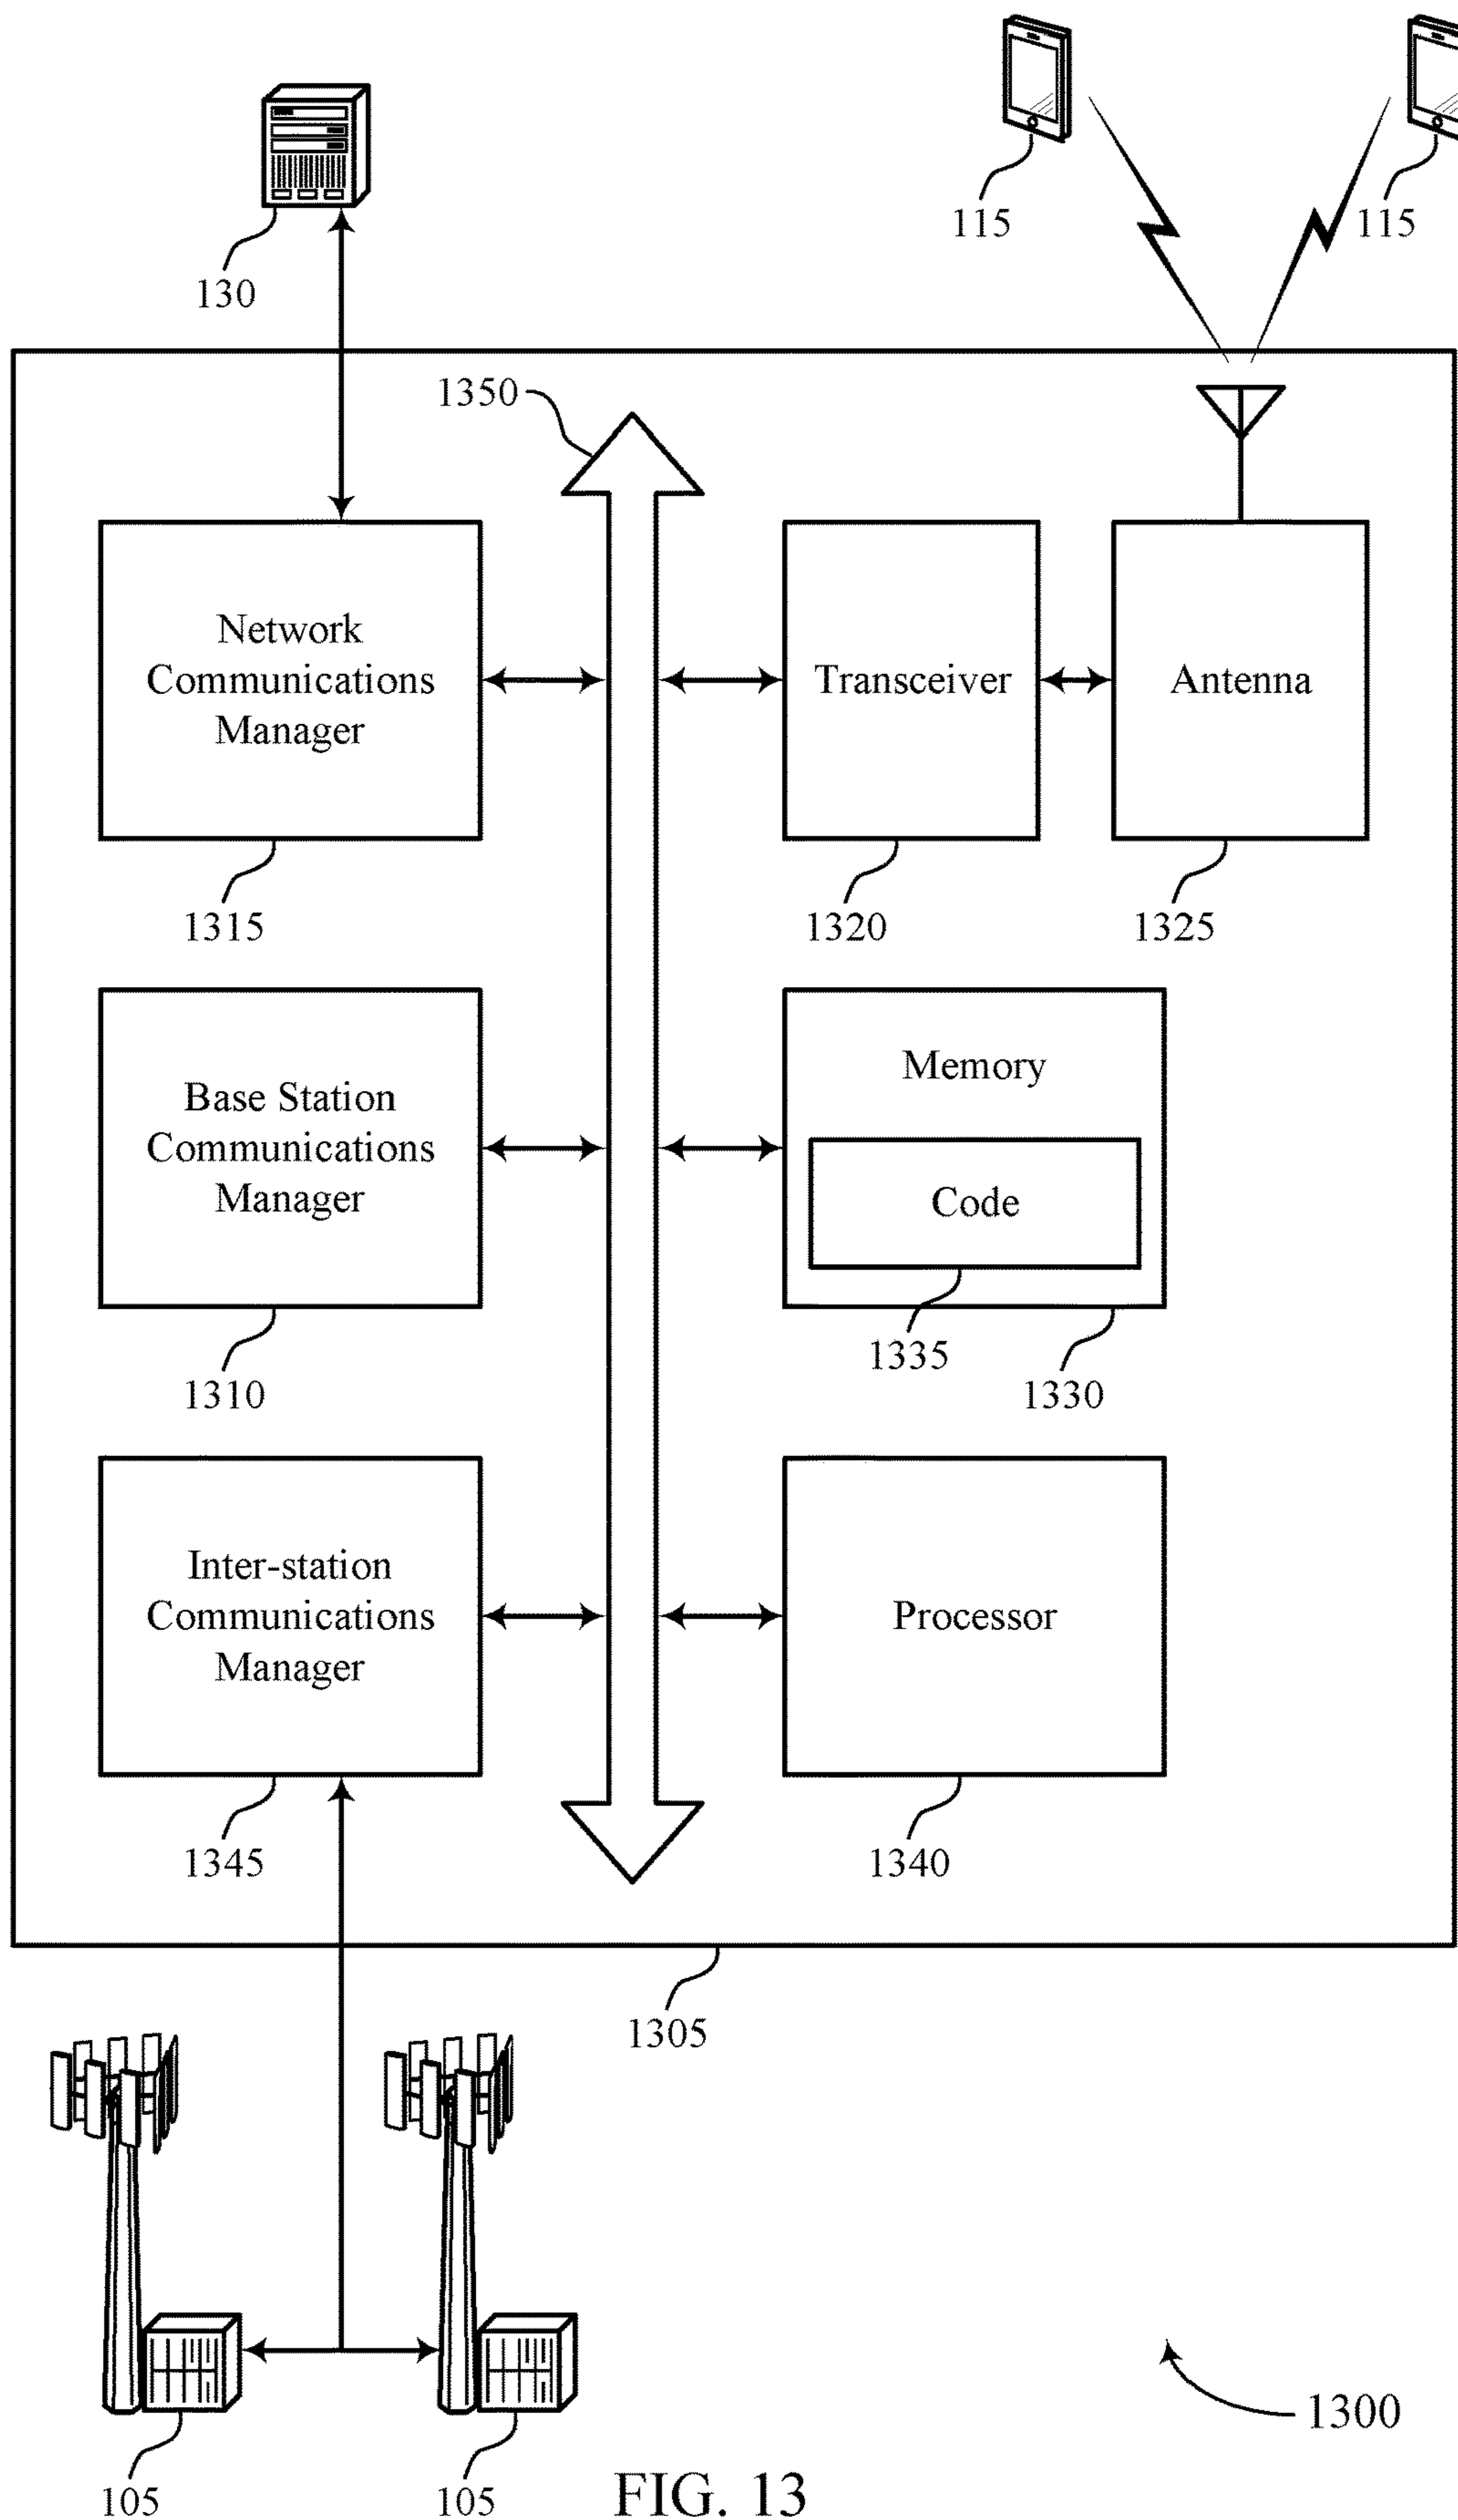 115
115
130
1350
Network
Communications
Manager
Transceiver
Antenna
1315
1320
1325
Base Station
Communications
Manager
Memory
Code
1335
1310
1330
Inter-station
Communications
Manager
Processor
1345
1340
1305
1300
105
105
FIG. 13